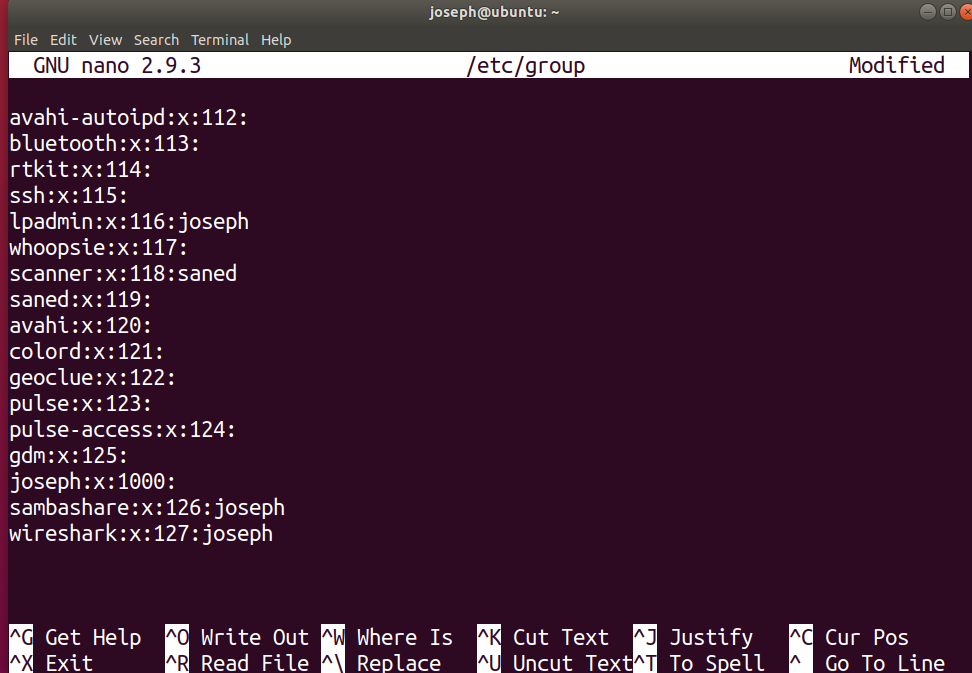 joseph@ubuntu: ~
File Edit View Search Terminal Help
GNU nano 2.9.3 /etc/group Modified
avahi-autoipd:x:112:
bluetooth:x:113:
rtkit:x:114:
ssh:x:115:
lpadmin:x:116:joseph
whoopsie:x:117:
scanner:x:118:saned
saned:x:119:
avahi:x:120:
colord:x:121:
geoclue:x:122:
pulse:x:123:
pulse-access:x:124:
gdm:x:125:
joseph:x:1000:
sambashare:x:126:joseph
wireshark:x:127:joseph
^G Get Help ^O Write Out ^W Where Is ^K Cut Text ^J Justify ^C Cur Pos
^X Exit ^R Read File ^\ Replace ^U Uncut Text ^T To Spell ^ Go To Line